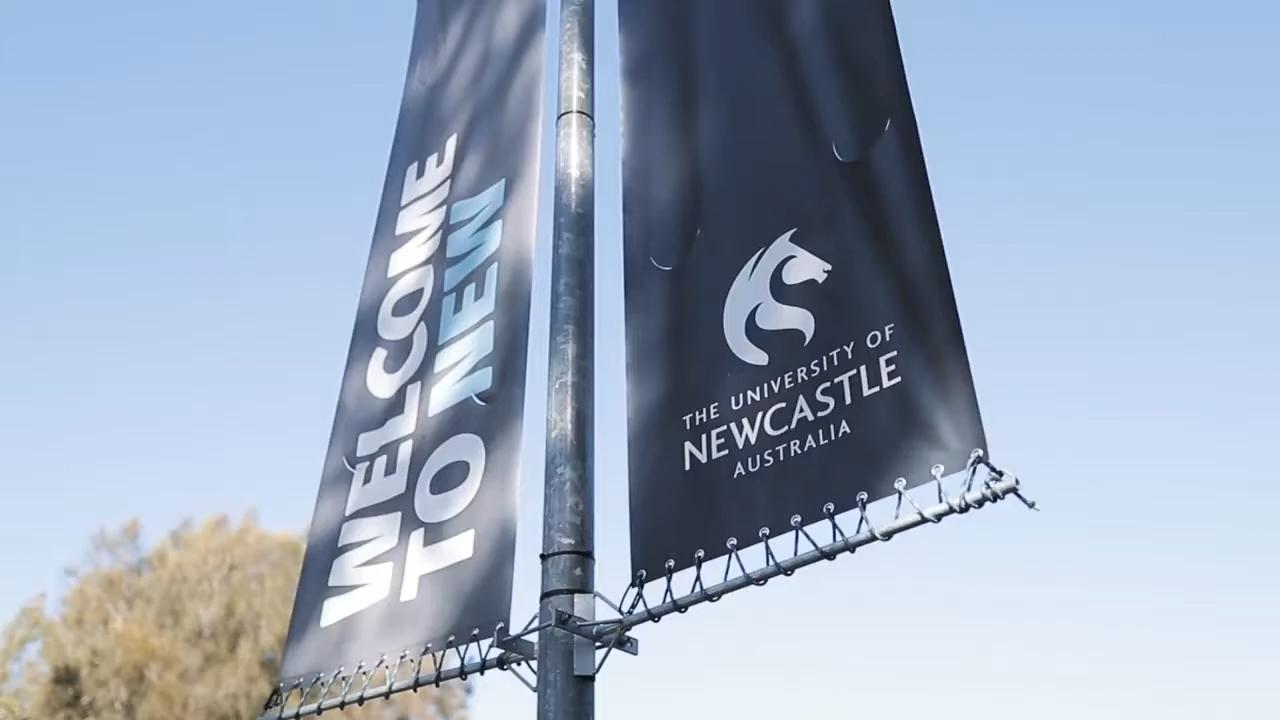 WELCOME
TO NEW
THE UNIVERSITY OF
NEWCASTLE
AUSTRALIA